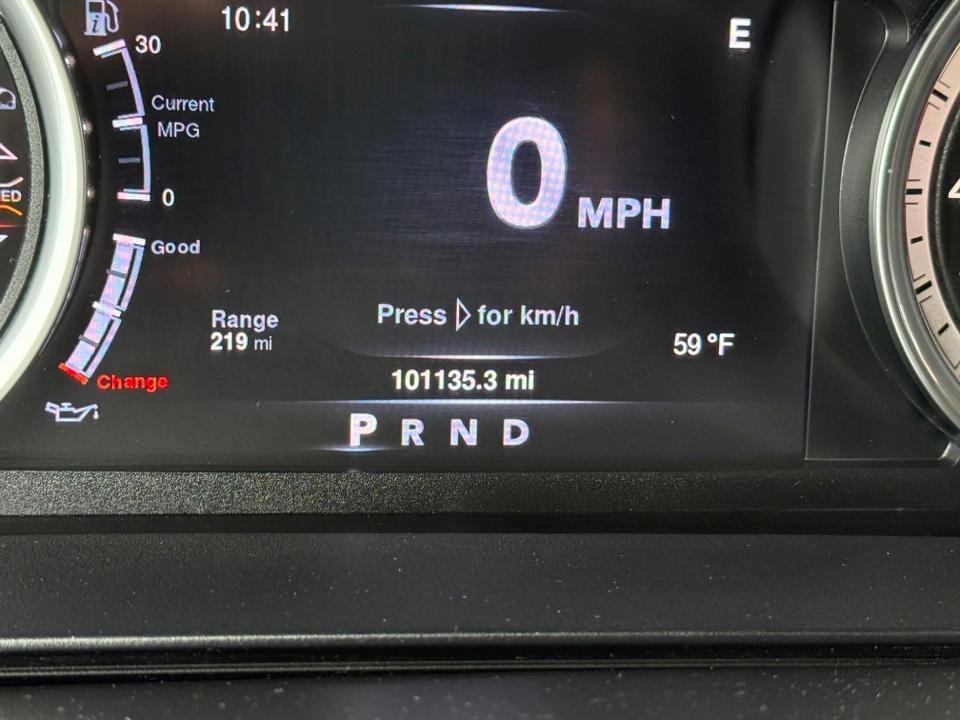 10:41
E
30
Current
MPG
0
0 MPH
Good
Range
219 mi
Press ▷ for km/h
59 °F
Change
101135.3 mi
P R N D